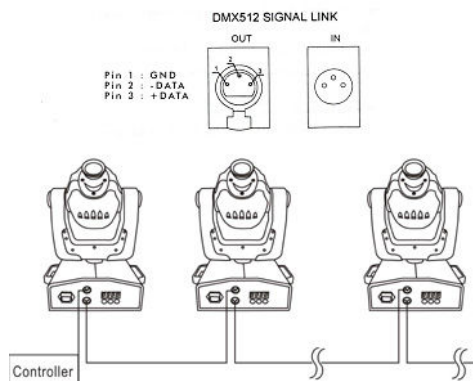 DMX512 SIGNAL LINK
OUT IN
Pin 1 : GND
Pin 2 : -DATA
Pin 3 : +DATA
1 2 3
Controller